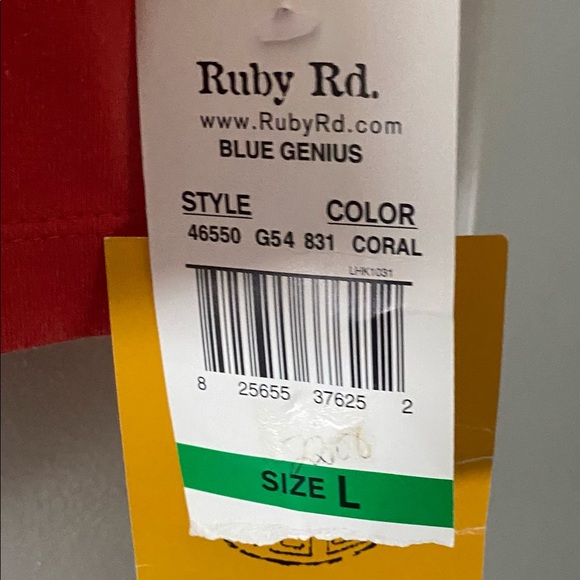 Ruby Rd.
www.RubyRd.com
BLUE GENIUS
STYLE COLOR
46550 G54 831 CORAL
LHK1031
8 25655 37625 2
SIZE L